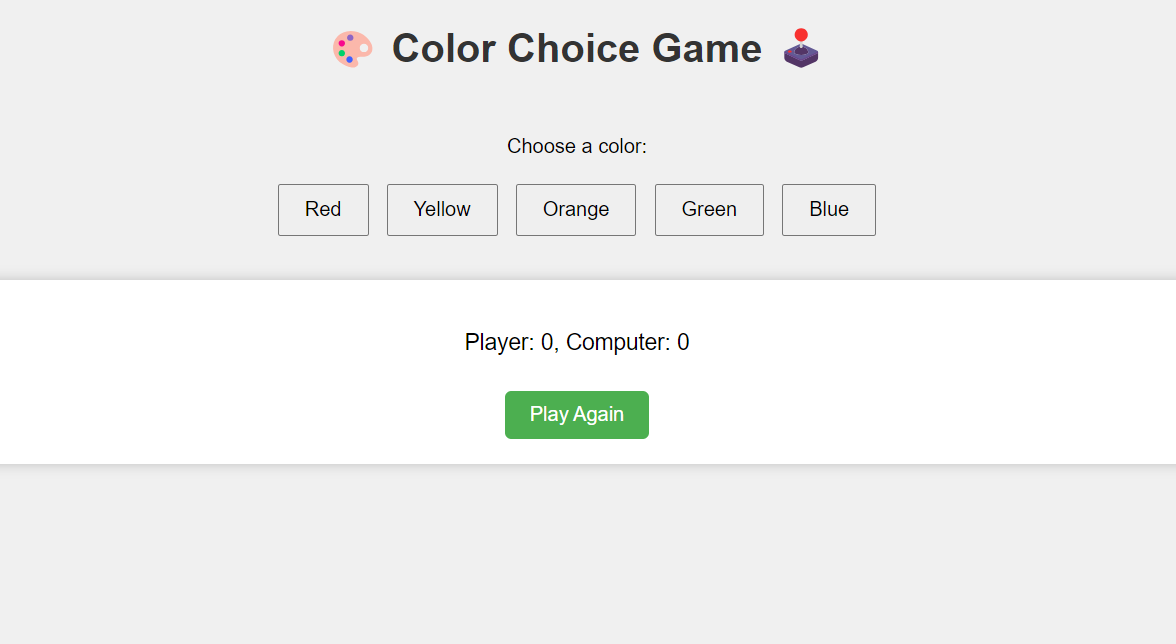 Color Choice Game
Choose a color:
Red Yellow Orange Green Blue
Player: 0, Computer: 0
Play Again